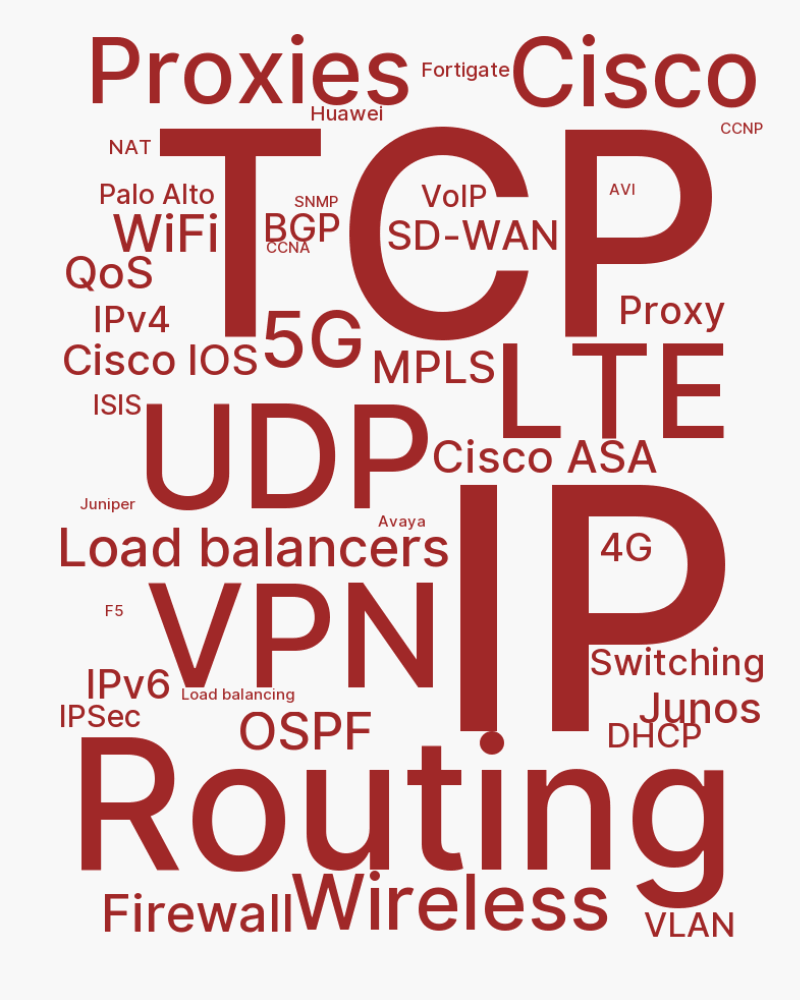 Proxies
Fortigate
Cisco
Huawei
CCNP
NAT
TCP
Palo Alto
SNMP
VoIP
AVI
WiFi
BGP
SD-WAN
CCNA
QoS
IPv4
5G
Proxy
Cisco IOS
MPLS
LTE
ISIS
UDP
Cisco ASA
Juniper
Avaya
IP
Load balancers
4G
F5
VPN
Switching
IPv6
Load balancing
Junos
IPSec
OSPF
DHCP
Routing
Firewall
Wireless
VLAN